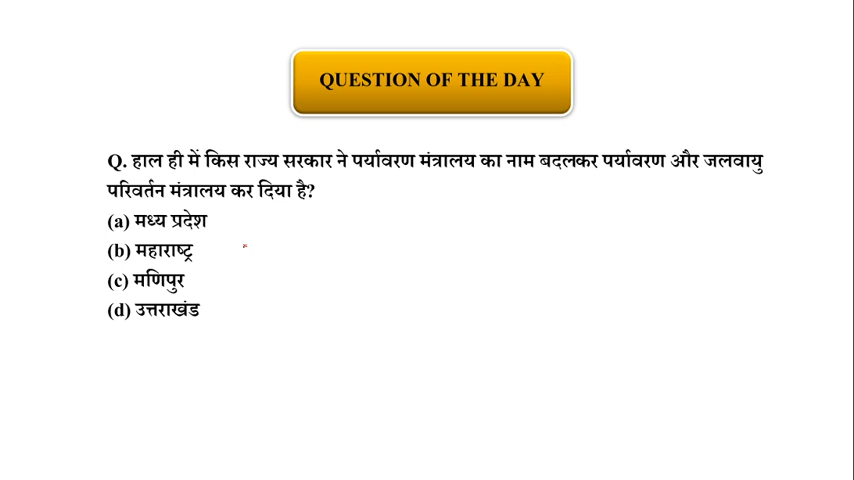 QUESTION OF THE DAY
Q. हाल ही में किस राज्य सरकार ने पर्यावरण मंत्रालय का नाम बदलकर पर्यावरण और जलवायु
परिवर्तन मंत्रालय कर दिया है?
(a) मध्य प्रदेश
(b) महाराष्ट्र
(c) मणिपुर
(d) उत्तराखंड